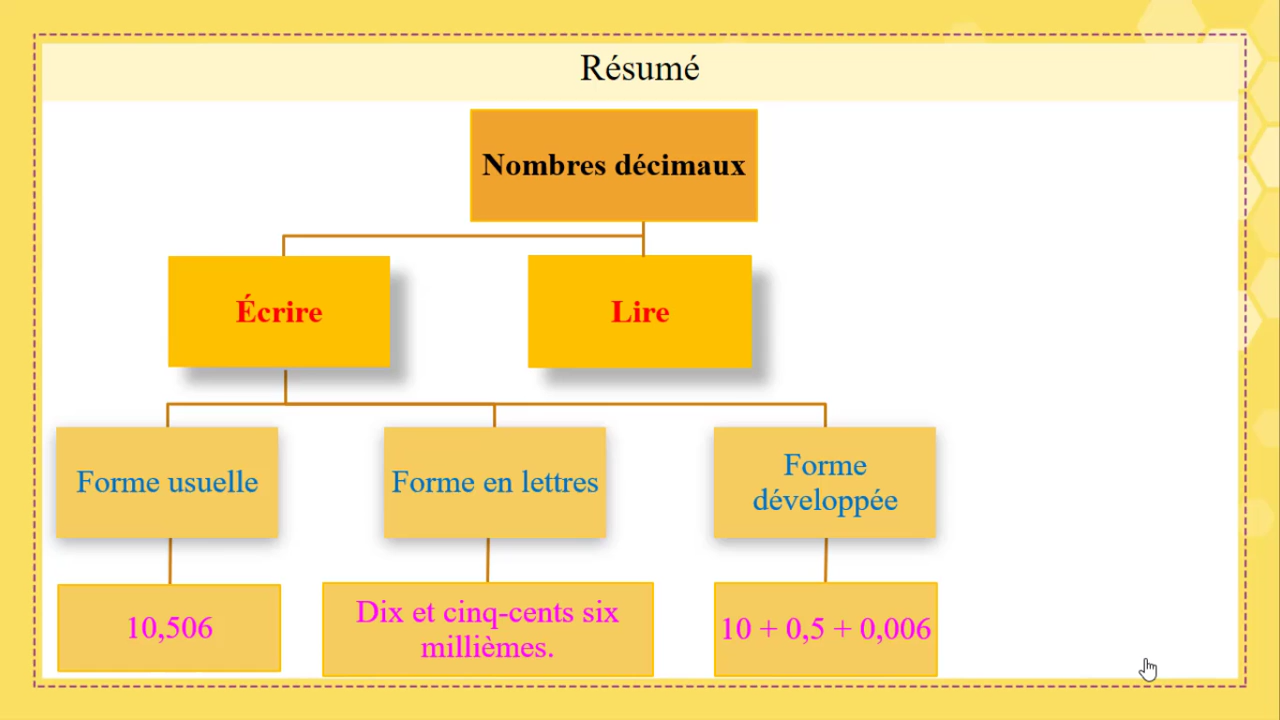 Résumé
Nombres décimaux
Écrire
Lire
Forme usuelle
Forme en lettres
Forme
développée
10,506
Dix et cinq-cents six
millièmes.
10 + 0,5 + 0,006